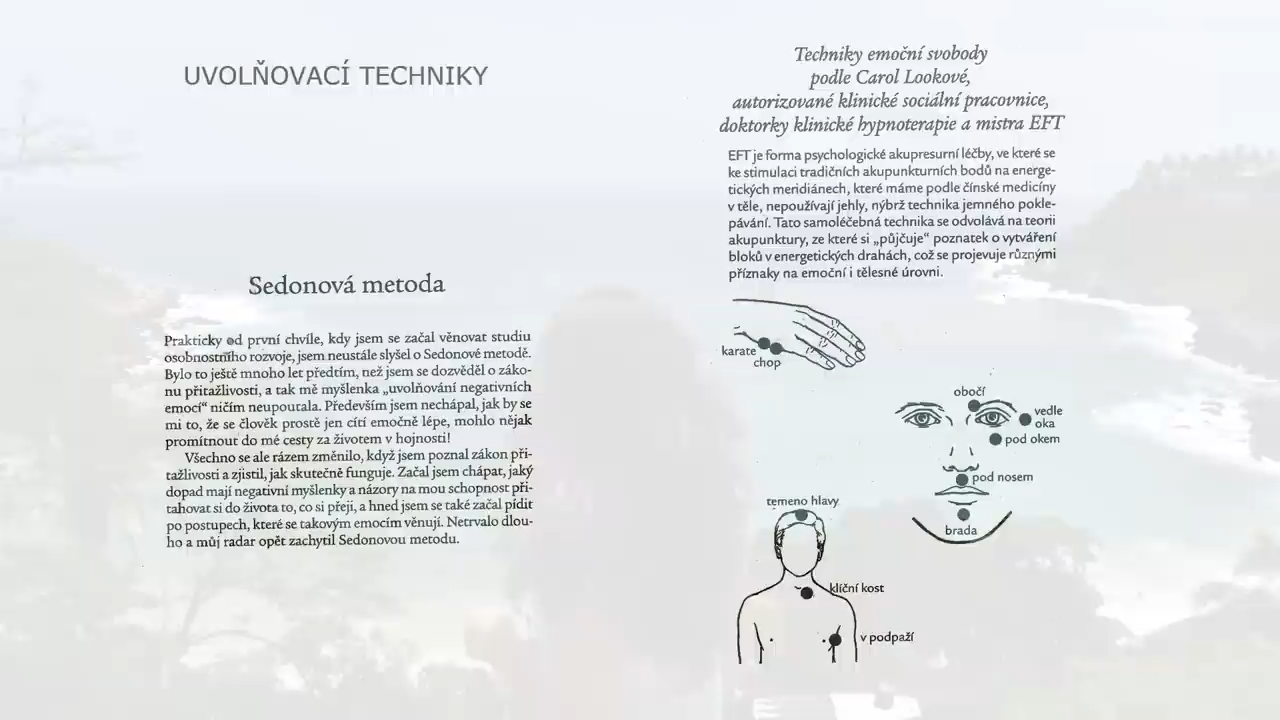 UVOLŇOVACÍ TECHNIKY
Sedonová metoda
Prakticky od první chvíle, kdy jsem se začal věnovat studiu
osobnostního rozvoje, jsem neustále slyšel o Sedonové metodě.
Bylo to ještě mnoho let předtím, než jsem se dozvěděl o záko-
nu přitažlivosti, a tak mě myšlenka „uvolňování negativních
emocí“ ničím neupoutala. Především jsem nechápal, jak by se
mi to, že se člověk prostě jen cítí emočně lépe, mohlo nějak
promítnout do mé cesty za životem v hojnosti!
Všechno se ale rázem změnilo, když jsem poznal zákon při-
tažlivosti a zjistil, jak skutečně funguje. Začal jsem chápat, jaký
dopad mají negativní myšlenky a názory na mou schopnost při-
tahovat si do života to, co si přeji, a hned jsem se také začal pídit
po postupech, které se takovým emocím věnují. Netrvalo dlou-
ho a můj radar opět zachytil Sedonovou metodu.
Techniky emoční svobody
podle Carol Lookové,
autorizované klinické sociální pracovnice,
doktorky klinické hypnoterapie a mistra EFT
EFT je forma psychologické akupresurní léčby, ve které se
ke stimulaci tradičních akupunkturních bodů na energe-
tických meridiánech, které máme podle čínské medicíny
v těle, nepoužívají jehly, nýbrž technika jemného pokle-
pávání. Tato samoléčebná technika se odvolává na teorii
akupunktury, ze které si „půjčuje“ poznatek o vytváření
bloků v energetických drahách, což se projevuje různými
příznaky na emoční i tělesné úrovni.
karate
chop
obočí
vedle
oka
pod okem
pod nosem
brada
temeno hlavy
klíční kost
v podpaží